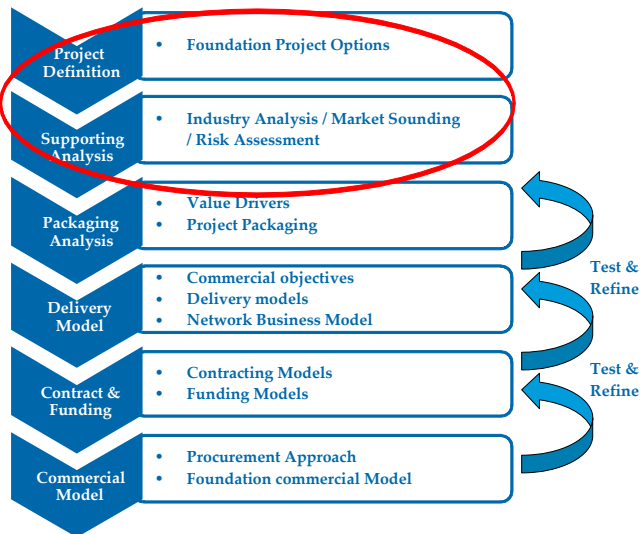 Project
Definition
• Foundation Project Options
Supporting
Analysis
• Industry Analysis / Market Sounding
/ Risk Assessment
Packaging
Analysis
• Value Drivers
• Project Packaging
Delivery
Model
• Commercial objectives
• Delivery models
• Network Business Model
Test &
Refine
Contract &
Funding
• Contracting Models
• Funding Models
Test &
Refine
Commercial
Model
• Procurement Approach
• Foundation commercial Model